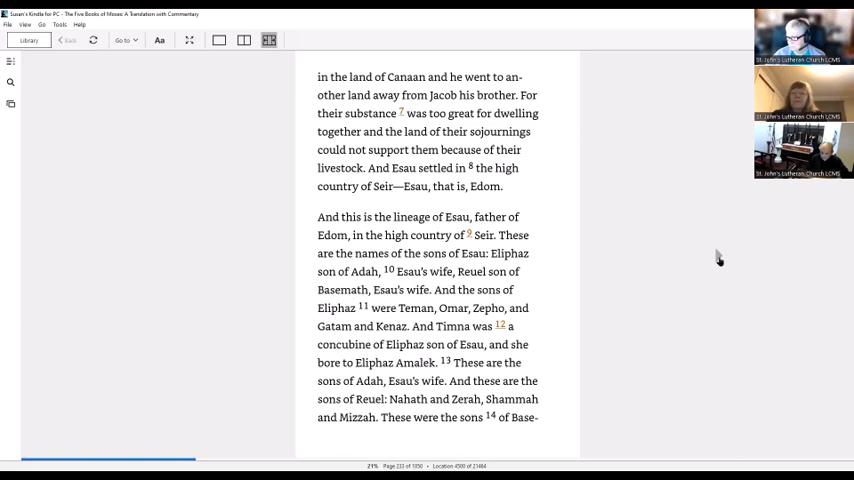 Susan's Kindle for PC - The Five Books of Moses: A Translation with Commentary
File View Go Tools Help
Library Back Go to Aa
in the land of Canaan and he went to an-
other land away from Jacob his brother. For
their substance 7 was too great for dwelling
together and the land of their sojournings
could not support them because of their
livestock. And Esau settled in 8 the high
country of Seir—Esau, that is, Edom.
And this is the lineage of Esau, father of
Edom, in the high country of 9 Seir. These
are the names of the sons of Esau: Eliphaz
son of Adah, 10 Esau's wife, Reuel son of
Basemath, Esau's wife. And the sons of
Eliphaz 11 were Teman, Omar, Zepho, and
Gatam and Kenaz. And Timna was 12 a
concubine of Eliphaz son of Esau, and she
bore to Eliphaz Amalek. 13 These are the
sons of Adah, Esau's wife. And these are the
sons of Reuel: Nahath and Zerah, Shammah
and Mizzah. These were the sons 14 of Base-
21% Page 233 of 1050 • Location 4500 of 21464
St. John's Lutheran Church LCMS
St. John's Lutheran Church LCMS
St. John's Lutheran Church LCMS